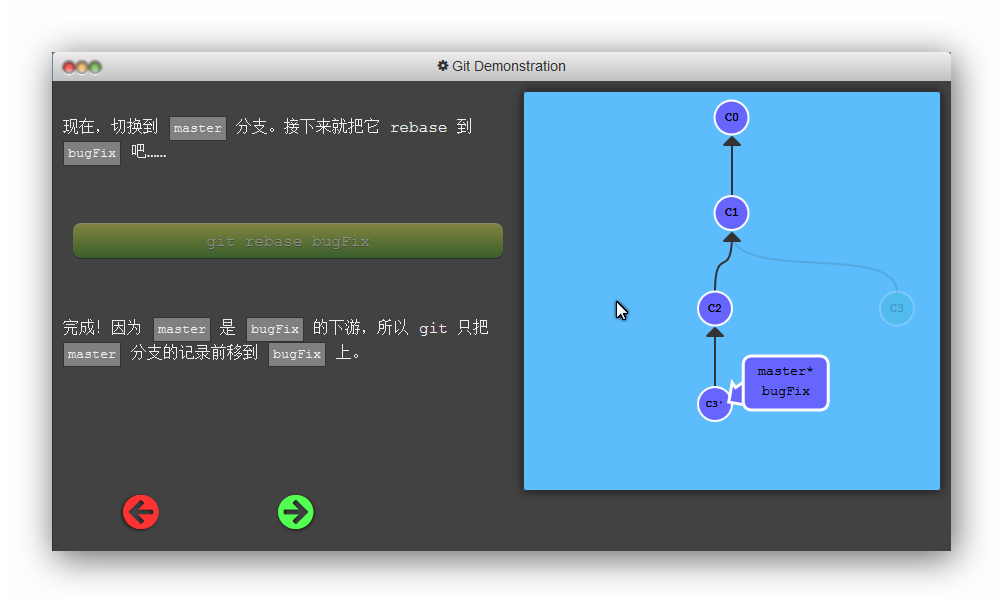 Git Demonstration
现在，切换到 master 分支。接下来就把它 rebase 到
bugFix 吧……
git rebase bugFix
完成！因为 master 是 bugFix 的下游，所以 git 只把
master 分支的记录前移到 bugFix 上。
C0
C1
C2
C3
C3'
master*
bugFix